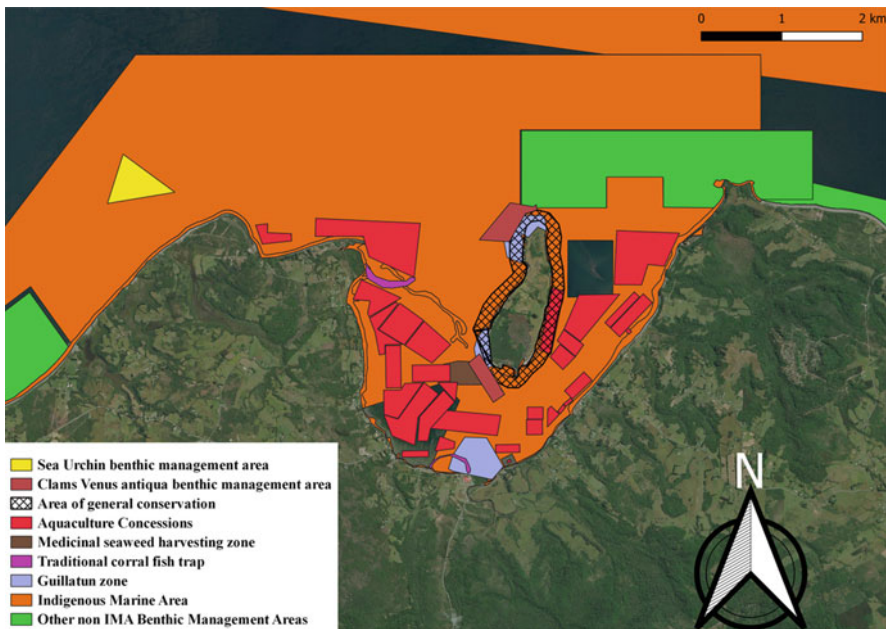 0 1 2 km
N
Sea Urchin benthic management area
Clams Venus antiqua benthic management area
Area of general conservation
Aquaculture Concessions
Medicinal seaweed harvesting zone
Traditional corral fish trap
Guillatun zone
Indigenous Marine Area
Other non IMA Benthic Management Areas